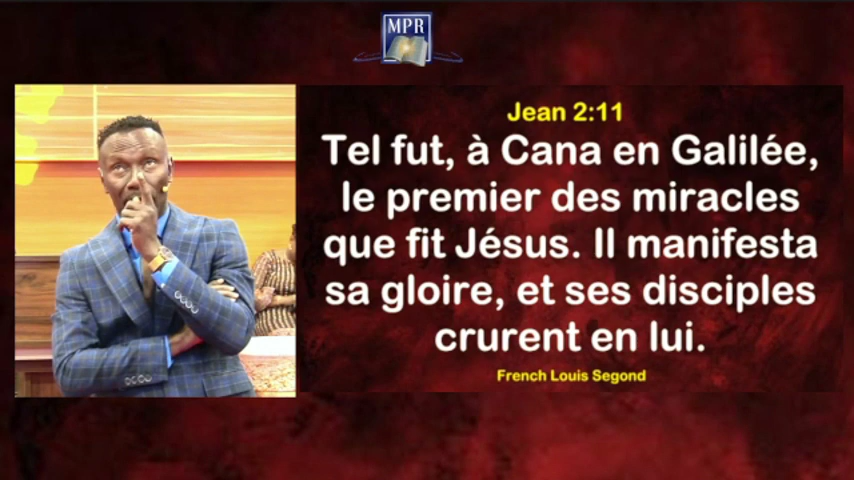 MPR
Jean 2:11
Tel fut, à Cana en Galilée,
le premier des miracles
que fit Jésus. Il manifesta
sa gloire, et ses disciples
crurent en lui.
French Louis Segond